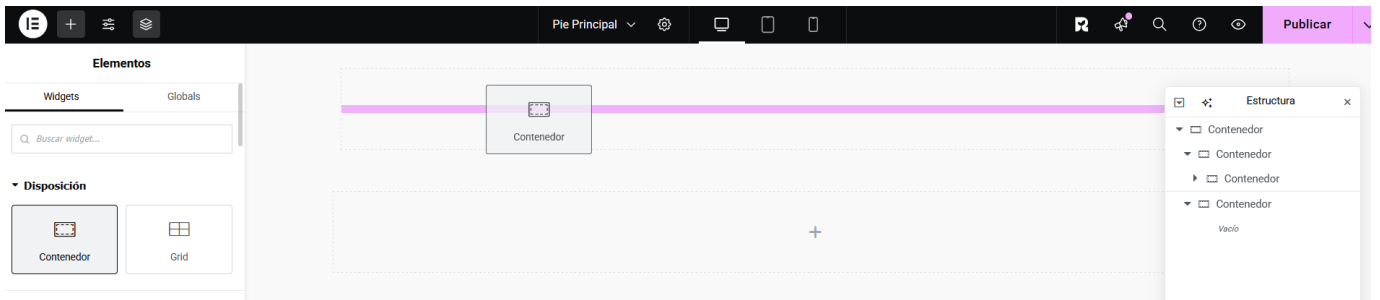 Pie Principal
Publicar
Elementos
Widgets Globals
Buscar widget...
Disposición
Contenedor Grid
Contenedor
+
Estructura
Contenedor
Contenedor
Contenedor
Contenedor
Vacío